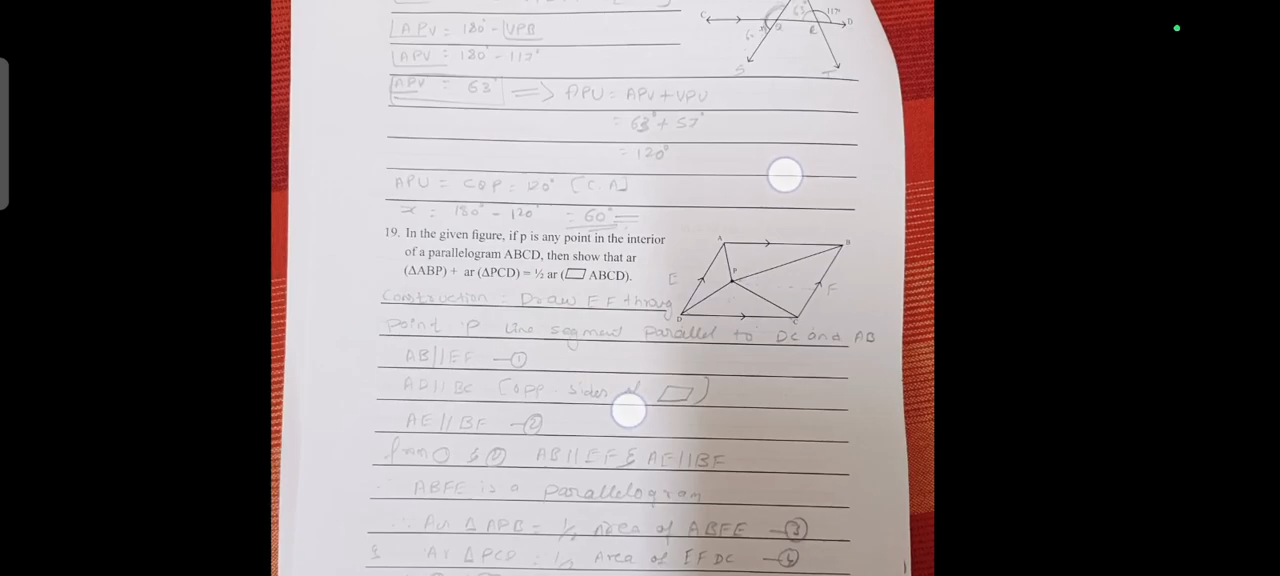 ∠APV = 180° - ∠VPB
∠APV = 180° - 117°
∠APV = 63° ⟹ APU = APV + VPU
= 63° + 57°
= 120°
APU = CQP = 120° [C.A]
x = 180° - 120° = 60°
C 63 117° D
x Q R
S T
19. In the given figure, if p is any point in the interior
of a parallelogram ABCD, then show that ar
(ΔABP) + ar (ΔPCD) = ½ ar (▱ ABCD).
A B
P
E F
D C
Construction : Draw EF throug
point P line segment parallel to DC and AB
AB||EF —①
AD||BC [opp. sides of ▱]
AE||BF —②
from ① & ② AB||EF & AE||BF
ABFE is a parallelogram
∴ Ar Δ APB = ½ Area of ABFE —③
& Ar ΔPCD = ½ Area of EFDC —④